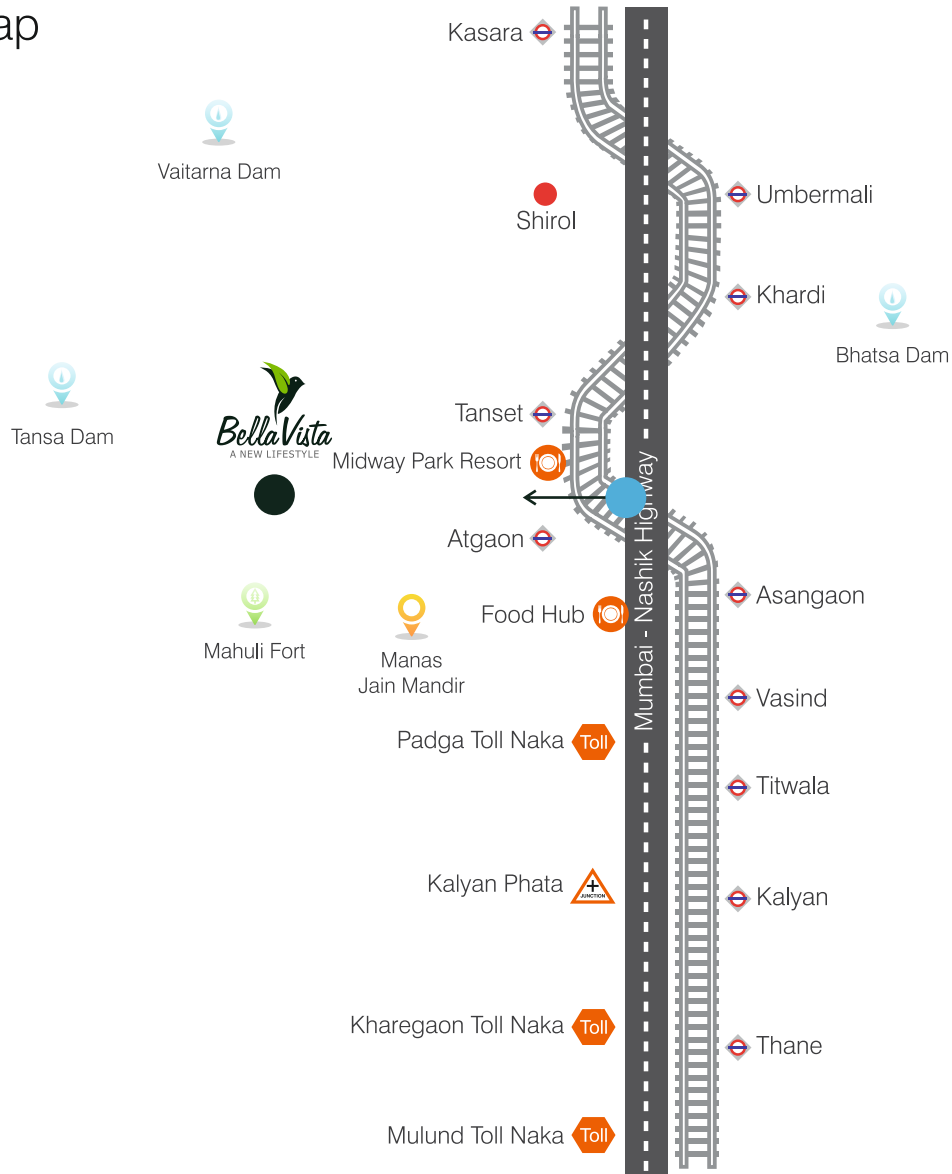 ap
Kasara
Vaitarna Dam
Umbermali
Shirol
Khardi
Bhatsa Dam
Tanset
Tansa Dam
Bella Vista
A NEW LIFESTYLE
Midway Park Resort
Mumbai - Nashik Highway
Atgaon
Asangaon
Food Hub
Mahuli Fort
Manas
Jain Mandir
Vasind
Padga Toll Naka
Toll
Titwala
Kalyan Phata
JUNCTION
Kalyan
Kharegaon Toll Naka
Toll
Thane
Mulund Toll Naka
Toll